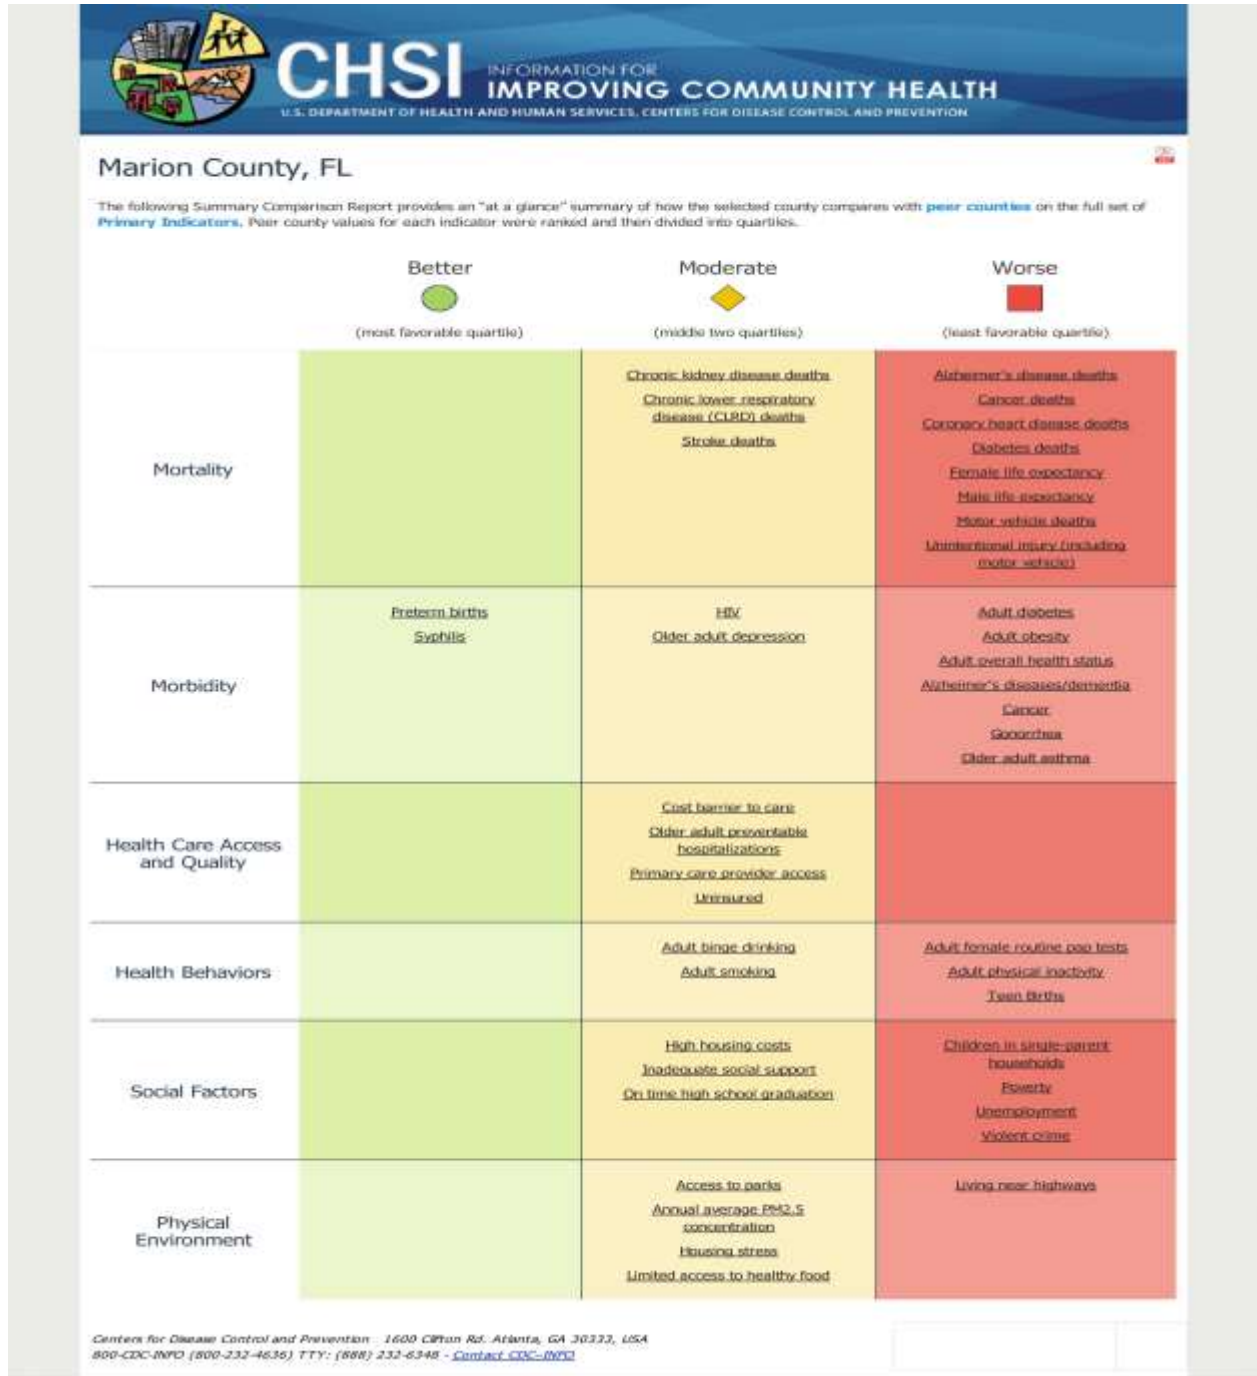 CHSI
INFORMATION FOR
IMPROVING COMMUNITY HEALTH
U.S. DEPARTMENT OF HEALTH AND HUMAN SERVICES, CENTERS FOR DISEASE CONTROL AND PREVENTION
Marion County, FL
The following Summary Comparison Report provides an "at a glance" summary of how the selected county compares with peer counties on the full set of
Primary Indicators. Peer county values for each indicator were ranked and then divided into quartiles.
Better
Moderate
Worse
(most favorable quartile)
(middle two quartiles)
(least favorable quartile)
Mortality
Chronic kidney disease deaths
Chronic lower respiratory
disease (CLRD) deaths
Stroke deaths
Alzheimer's disease deaths
Cancer deaths
Coronary heart disease deaths
Diabetes deaths
Female life expectancy
Male life expectancy
Motor vehicle deaths
Unintentional injury (including
motor vehicle)
Morbidity
Preterm births
Syphilis
HIV
Older adult depression
Adult diabetes
Adult obesity
Adult overall health status
Alzheimer's diseases/dementia
Cancer
Gonorrhea
Older adult asthma
Health Care Access
and Quality
Cost barrier to care
Older adult preventable
hospitalizations
Primary care provider access
Uninsured
Health Behaviors
Adult binge drinking
Adult smoking
Adult female routine pap tests
Adult physical inactivity
Teen Births
Social Factors
High housing costs
Inadequate social support
On time high school graduation
Children in single-parent
households
Poverty
Unemployment
Violent crime
Physical
Environment
Access to parks
Annual average PM2.5
concentration
Housing stress
Limited access to healthy food
Living near highways
Centers for Disease Control and Prevention 1600 Clifton Rd. Atlanta, GA 30333, USA
800-CDC-INFO (800-232-4636) TTY: (888) 232-6348 - Contact CDC-INFO